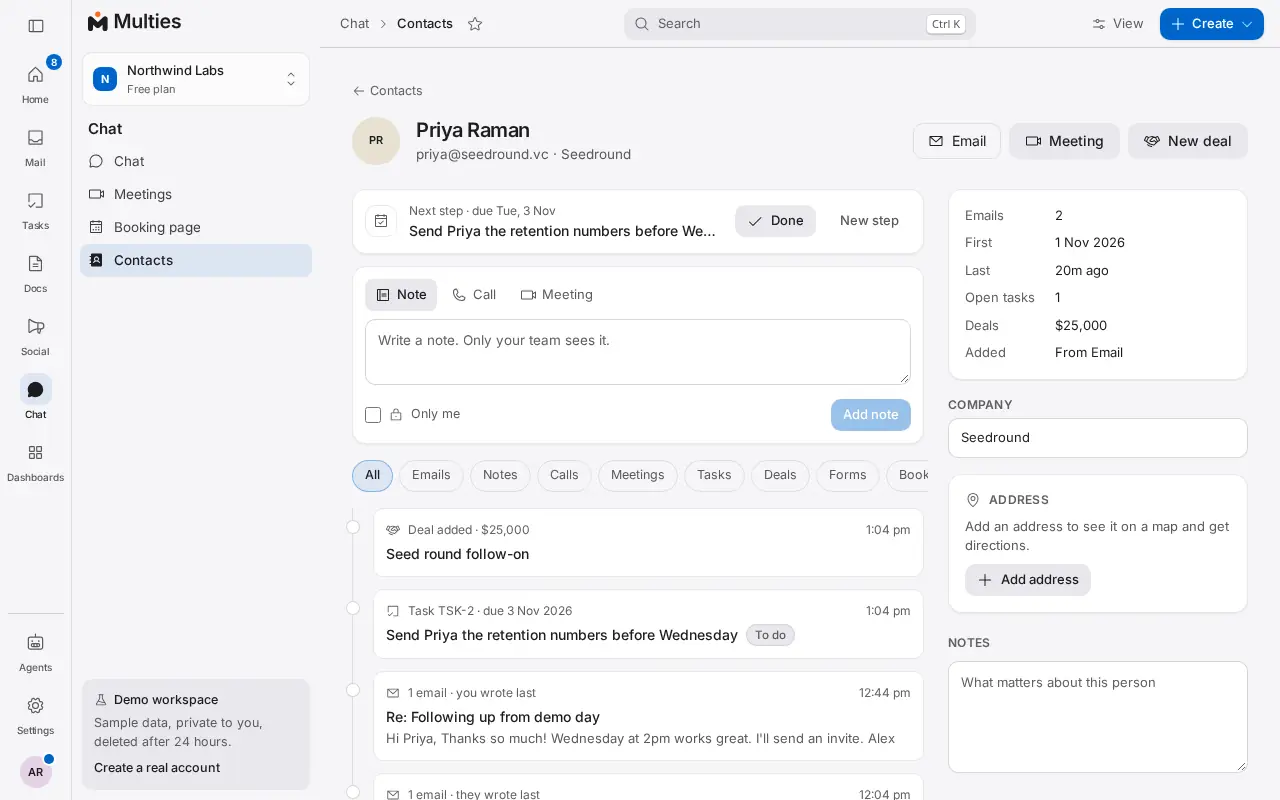 Multies
Chat
Contacts
Search
Ctrl K
View
Create
8
Home
Mail
Tasks
Docs
Social
Chat
Dashboards
Agents
Settings
AR
N
Northwind Labs
Free plan
Chat
Chat
Meetings
Booking page
Contacts
Demo workspace
Sample data, private to you,
deleted after 24 hours.
Create a real account
Contacts
PR
Priya Raman
priya@seedround.vc · Seedround
Email
Meeting
New deal
Next step · due Tue, 3 Nov
Send Priya the retention numbers before We...
Done
New step
Note
Call
Meeting
Write a note. Only your team sees it.
Only me
Add note
All
Emails
Notes
Calls
Meetings
Tasks
Deals
Forms
Book
Deal added · $25,000
1:04 pm
Seed round follow-on
Task TSK-2 · due 3 Nov 2026
1:04 pm
Send Priya the retention numbers before Wednesday
To do
1 email · you wrote last
12:44 pm
Re: Following up from demo day
Hi Priya, Thanks so much! Wednesday at 2pm works great. I'll send an invite. Alex
1 email · they wrote last
12:04 pm
Emails 2
First 1 Nov 2026
Last 20m ago
Open tasks 1
Deals $25,000
Added From Email
COMPANY
Seedround
ADDRESS
Add an address to see it on a map and get
directions.
Add address
NOTES
What matters about this person